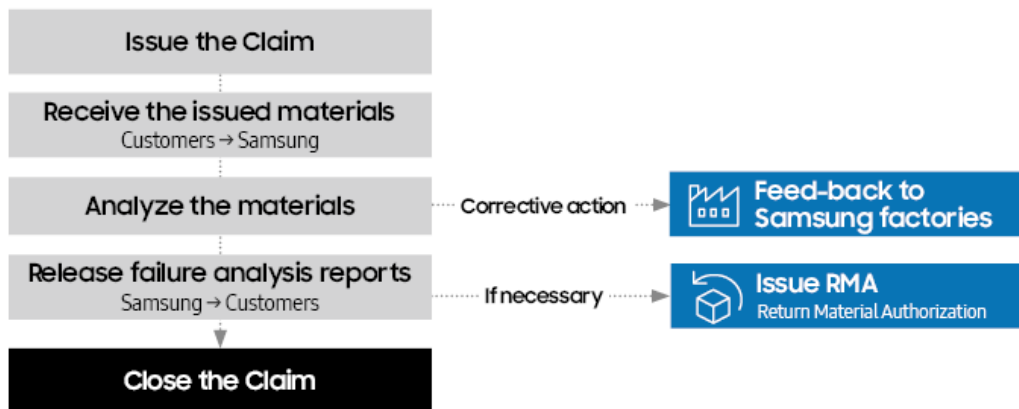 Issue the Claim
Receive the issued materials
Customers → Samsung
Analyze the materials
Corrective action
Feed-back to
Samsung factories
Release failure analysis reports
Samsung → Customers
If necessary
Issue RMA
Return Material Authorization
Close the Claim